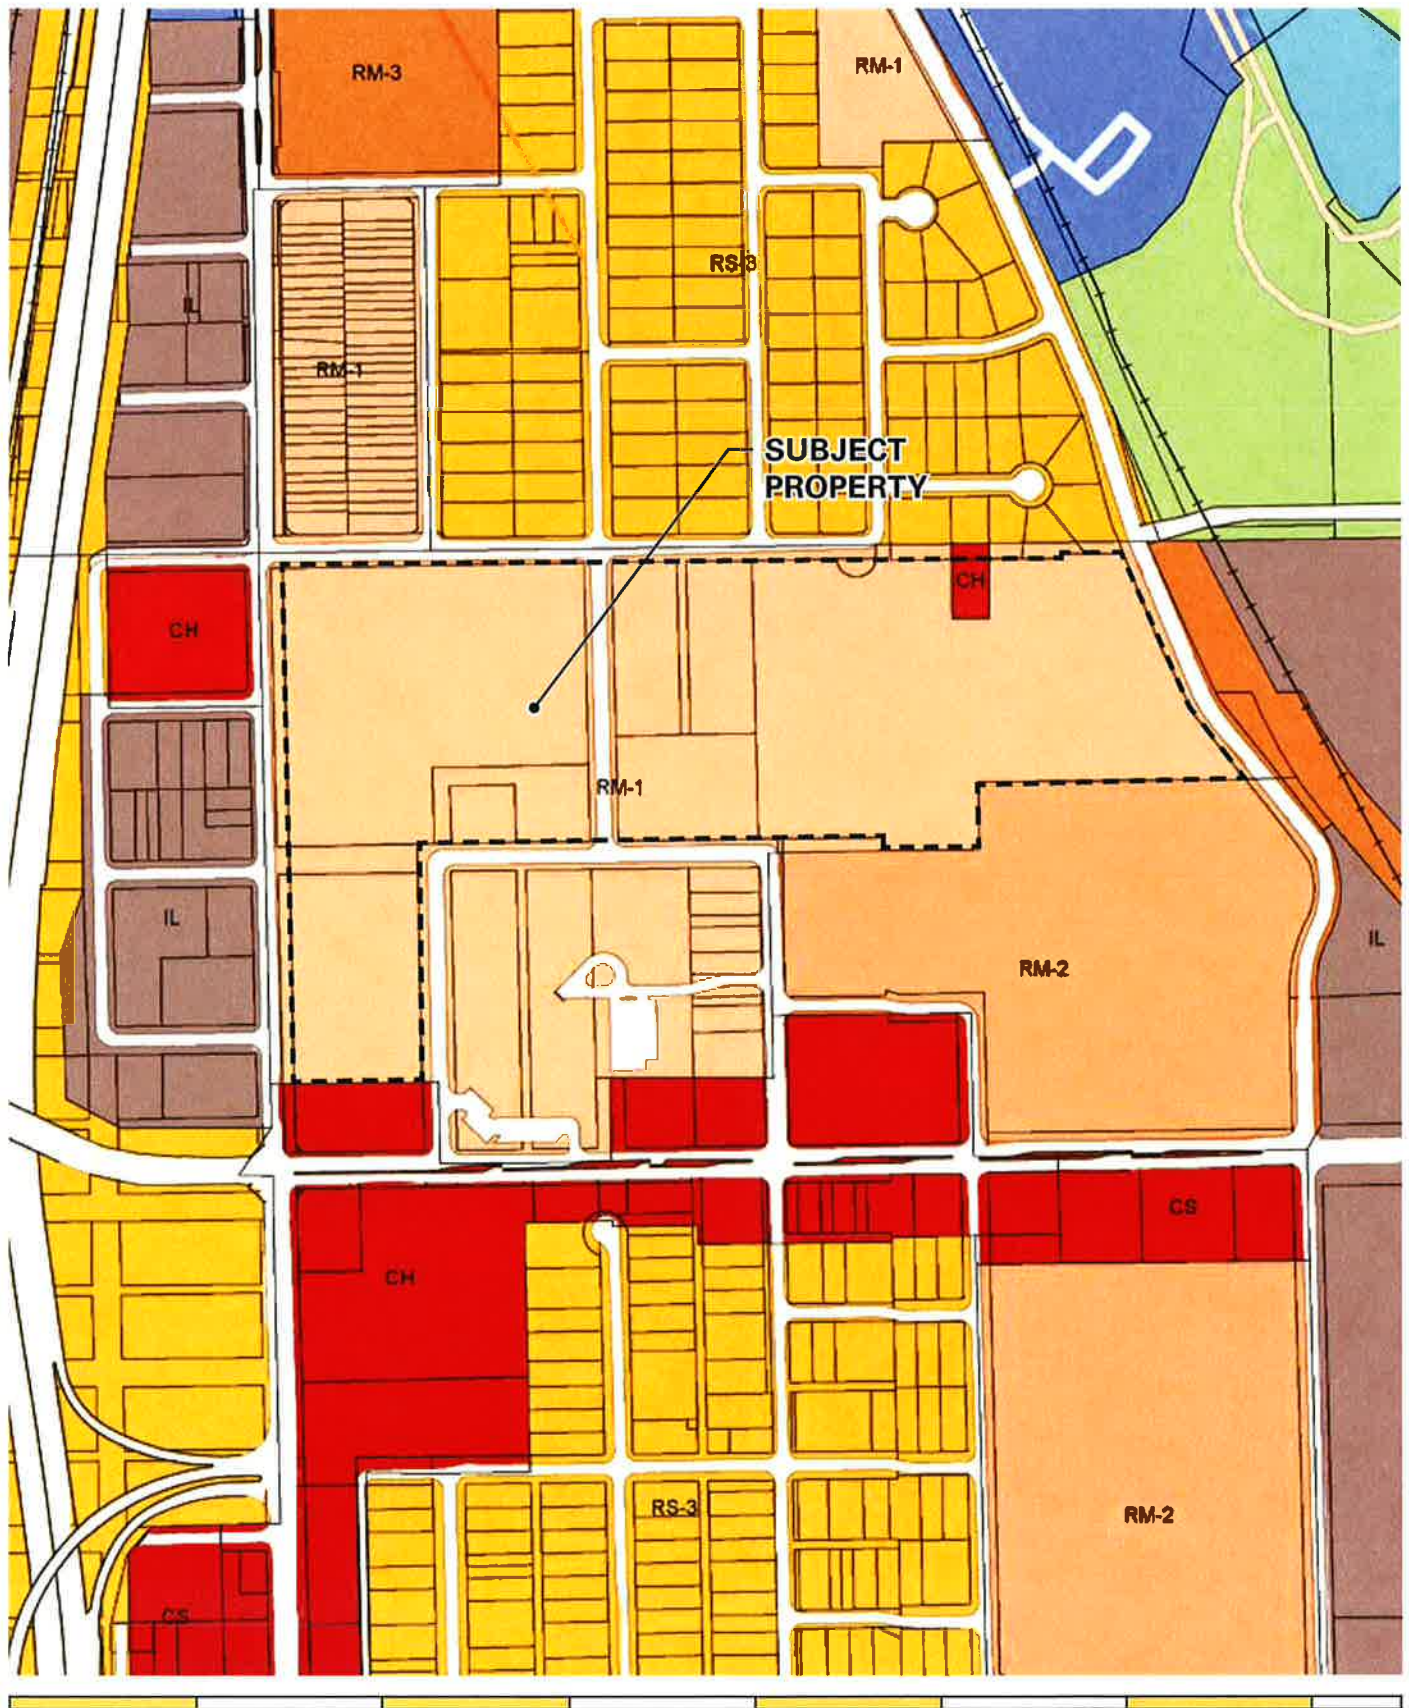 RM-3
RM-1
RS-3
IL
RM-1
SUBJECT
PROPERTY
CH
CH
RM-1
IL
IL
RM-2
CS
CH
RS-3
RM-2
CS